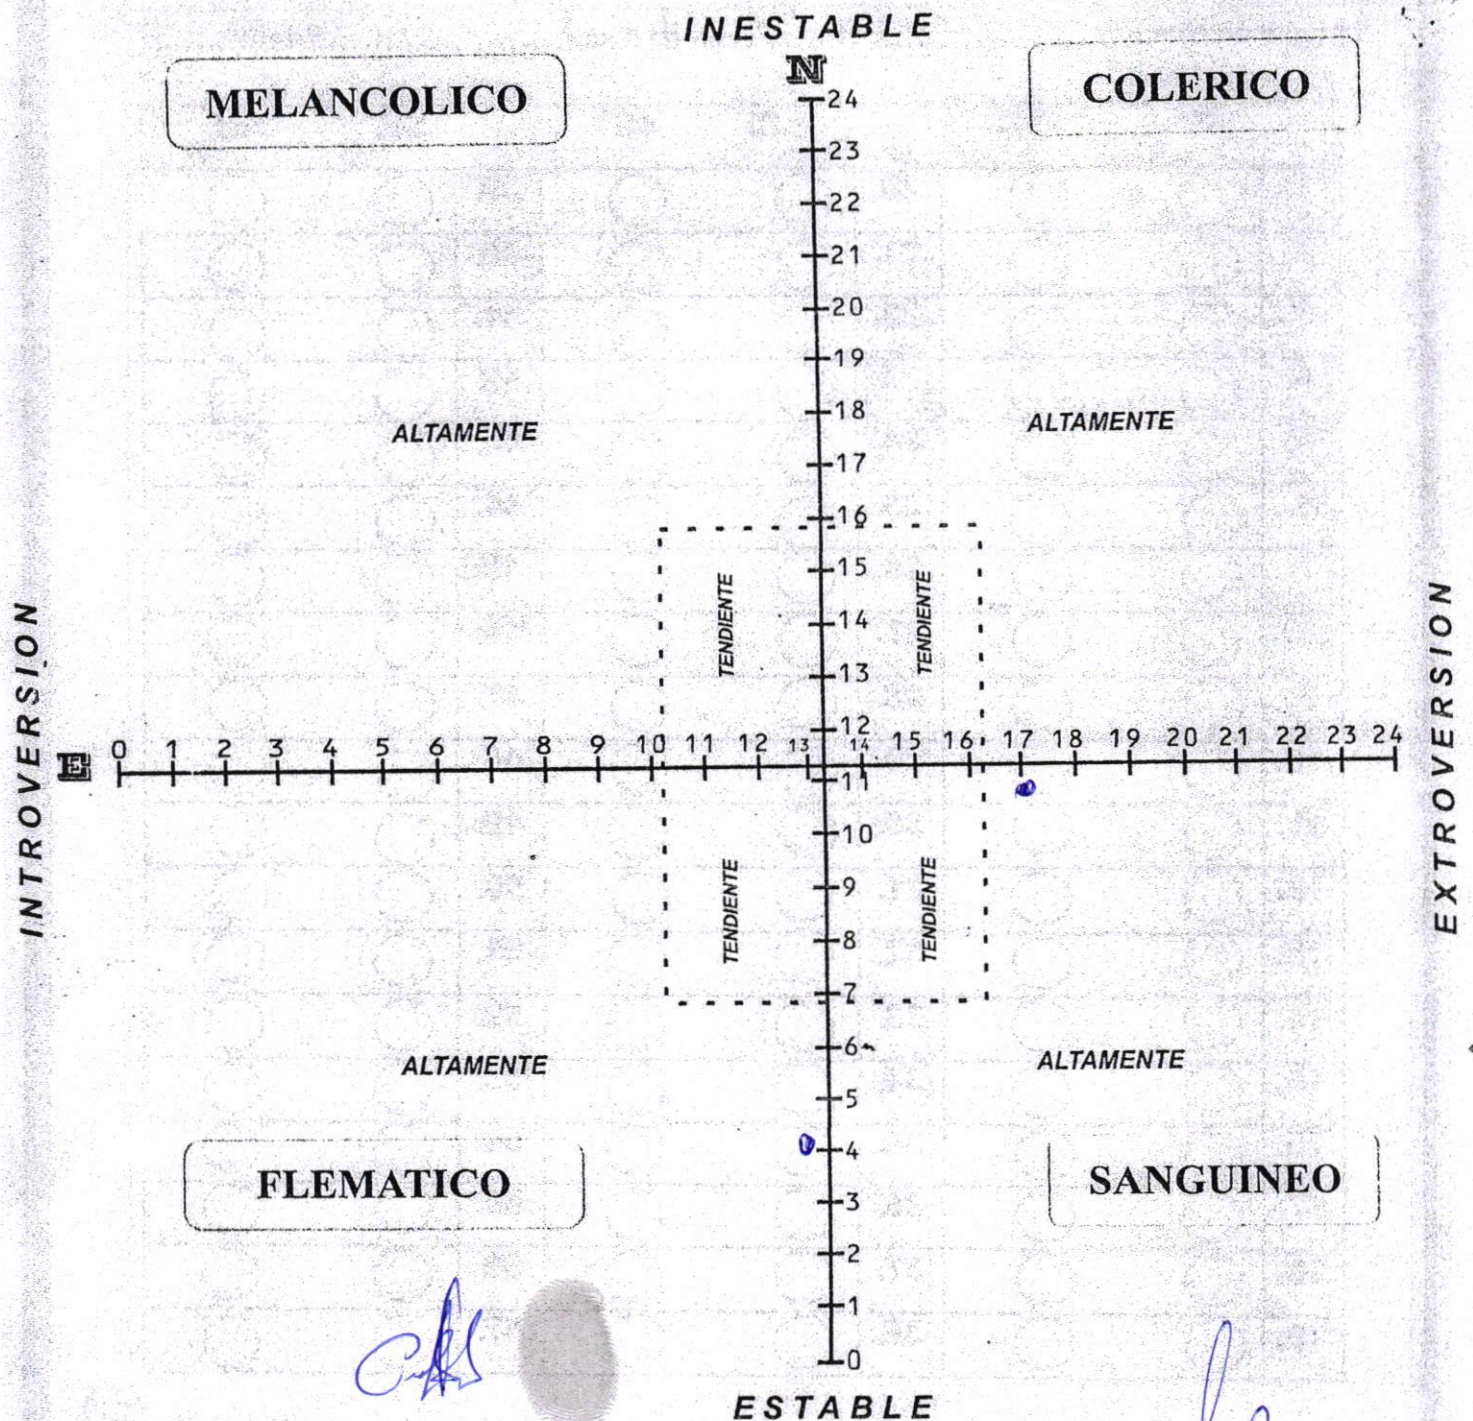 INESTABLE
N
MELANCOLICO
COLERICO
24
23
22
21
20
19
18
17
16
15
14
13
12
ALTAMENTE
ALTAMENTE
TENDIENTE
TENDIENTE
INTROVERSION
E
0 1 2 3 4 5 6 7 8 9 10 11 12 13 14 15 16 17 18 19 20 21 22 23 24
EXTROVERSION
11
10
9
8
7
6
5
4
3
2
1
0
TENDIENTE
TENDIENTE
ALTAMENTE
ALTAMENTE
FLEMATICO
SANGUINEO
ESTABLE